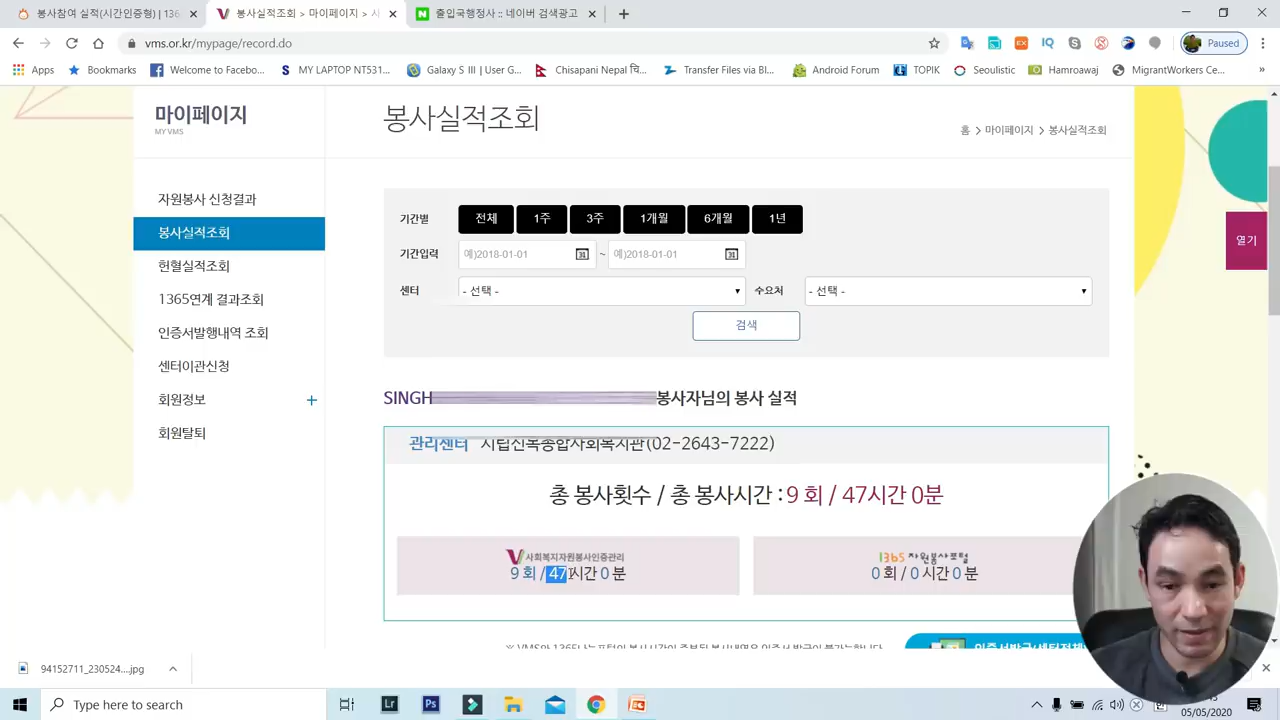 봉사참여 실적(시간인증형) | 136
봉사실적조회 > 마이페이지 > 사
출입국행정사 :: 네이버 검색광고
vms.or.kr/mypage/record.do
Paused
Apps
Bookmarks
Welcome to Facebo...
MY LAPTOP NT531...
Galaxy S III | User G...
Chisapani Nepal चि...
Transfer Files via Bl...
Android Forum
TOPIK
Seoulistic
Hamroawaj
MigrantWorkers Ce...
마이페이지
MY VMS
봉사실적조회
홈 > 마이페이지 > 봉사실적조회
자원봉사 신청결과
봉사실적조회
헌혈실적조회
1365연계 결과조회
인증서발행내역 조회
센터이관신청
회원정보 +
회원탈퇴
기간별 전체 1주 3주 1개월 6개월 1년
기간입력 예)2018-01-01 ~ 예)2018-01-01
센터 - 선택 - 수요처 - 선택 -
검색
열기
SINGH 봉사자님의 봉사 실적
관리센터 시립신목종합사회복지관(02-2643-7222)
총 봉사횟수 / 총 봉사시간 : 9 회 / 47시간 0분
사회복지자원봉사인증관리
9 회 / 47시간 0 분
1365 자원봉사포털
0 회 / 0 시간 0 분
94152711_230524....jpg
Type here to search
Lr
Ps
05/05/2020